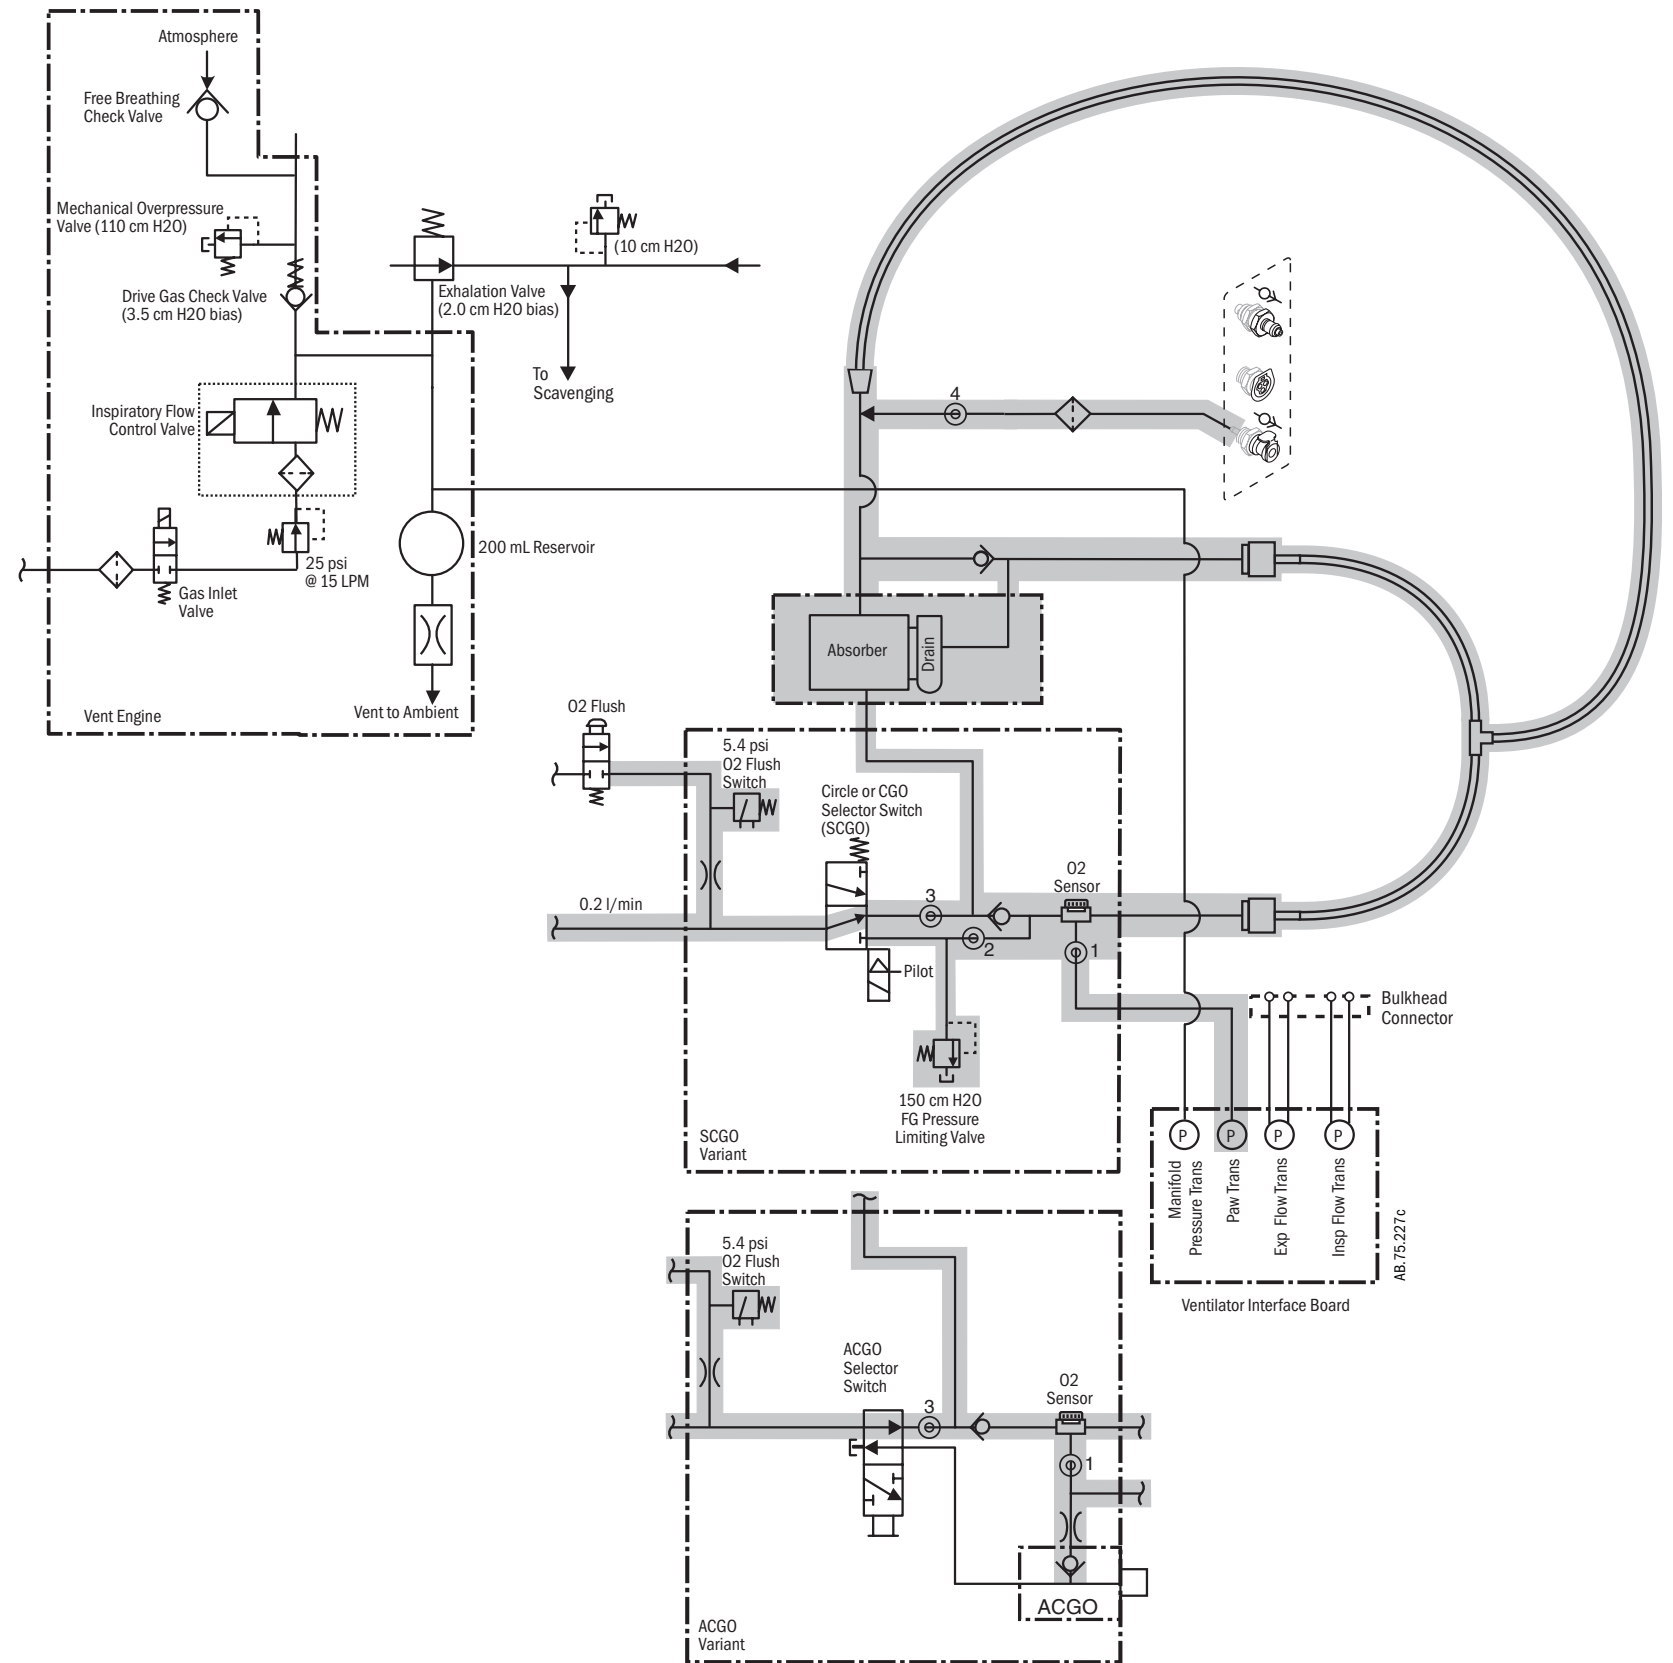 Atmosphere
Free Breathing
Check Valve
Mechanical Overpressure
Valve (110 cm H2O)
(10 cm H2O)
Drive Gas Check Valve
(3.5 cm H2O bias)
Exhalation Valve
(2.0 cm H2O bias)
To
Scavenging
Inspiratory Flow
Control Valve
4
200 mL Reservoir
25 psi
@ 15 LPM
Gas Inlet
Valve
Vent Engine
Vent to Ambient
Absorber
Drain
O2 Flush
5.4 psi
O2 Flush
Switch
Circle or CGO
Selector Switch
(SCGO)
O2
Sensor
0.2 l/min
3
2
1
Pilot
150 cm H2O
FG Pressure
Limiting Valve
SCGO
Variant
Bulkhead
Connector
P
P
P
P
Manifold
Pressure Trans
Paw Trans
Exp Flow Trans
Insp Flow Trans
AB.75.227c
Ventilator Interface Board
5.4 psi
O2 Flush
Switch
ACGO
Selector
Switch
O2
Sensor
3
1
ACGO
ACGO
Variant